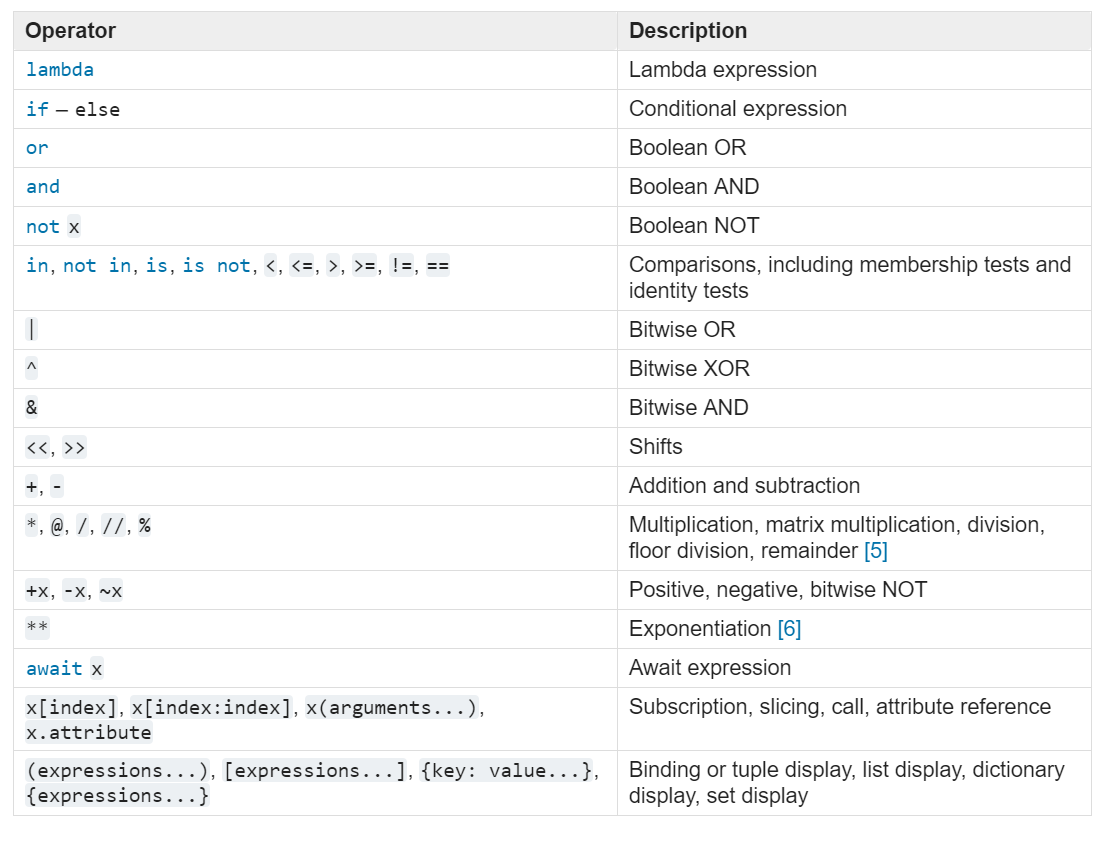 Operator Description
lambda Lambda expression
if – else Conditional expression
or Boolean OR
and Boolean AND
not x Boolean NOT
in, not in, is, is not, <, <=, >, >=, !=, == Comparisons, including membership tests and
identity tests
| Bitwise OR
^ Bitwise XOR
& Bitwise AND
<<, >> Shifts
+, - Addition and subtraction
*, @, /, //, % Multiplication, matrix multiplication, division,
floor division, remainder [5]
+x, -x, ~x Positive, negative, bitwise NOT
** Exponentiation [6]
await x Await expression
x[index], x[index:index], x(arguments...), Subscription, slicing, call, attribute reference
x.attribute
(expressions...), [expressions...], {key: value...}, Binding or tuple display, list display, dictionary
{expressions...} display, set display